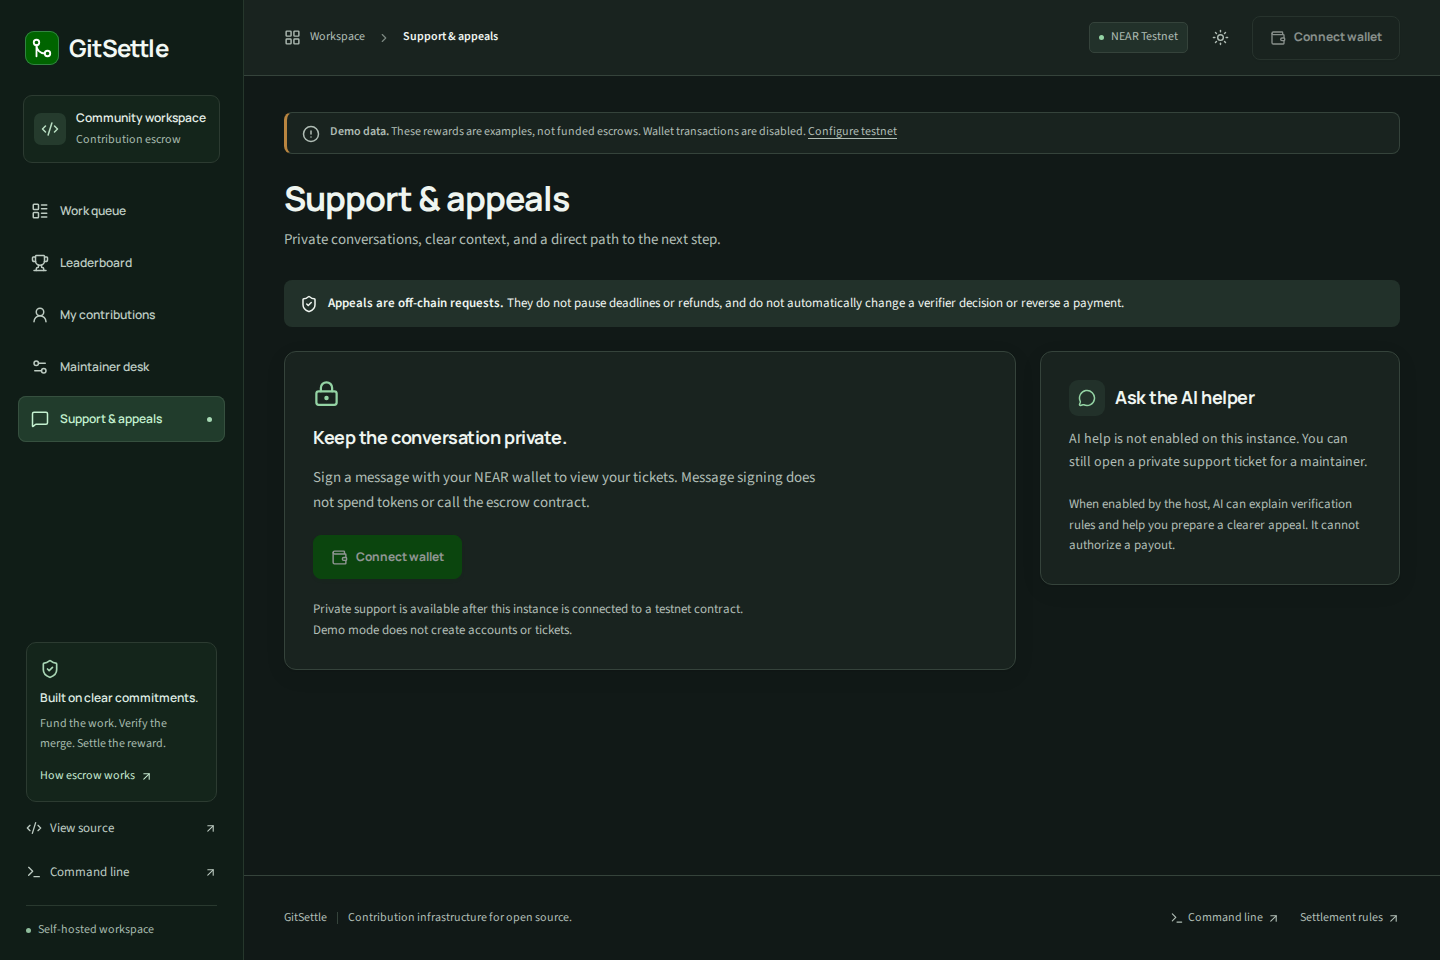 GitSettle
Community workspace
Contribution escrow
Work queue
Leaderboard
My contributions
Maintainer desk
Support & appeals
Built on clear commitments.
Fund the work. Verify the
merge. Settle the reward.
How escrow works
View source
Command line
Self-hosted workspace
Workspace
Support & appeals
NEAR Testnet
Connect wallet
Demo data. These rewards are examples, not funded escrows. Wallet transactions are disabled. Configure testnet
Support & appeals
Private conversations, clear context, and a direct path to the next step.
Appeals are off-chain requests. They do not pause deadlines or refunds, and do not automatically change a verifier decision or reverse a payment.
Keep the conversation private.
Sign a message with your NEAR wallet to view your tickets. Message signing does
not spend tokens or call the escrow contract.
Connect wallet
Private support is available after this instance is connected to a testnet contract.
Demo mode does not create accounts or tickets.
Ask the AI helper
AI help is not enabled on this instance. You can
still open a private support ticket for a maintainer.
When enabled by the host, AI can explain verification
rules and help you prepare a clearer appeal. It cannot
authorize a payout.
GitSettle
Contribution infrastructure for open source.
Command line
Settlement rules